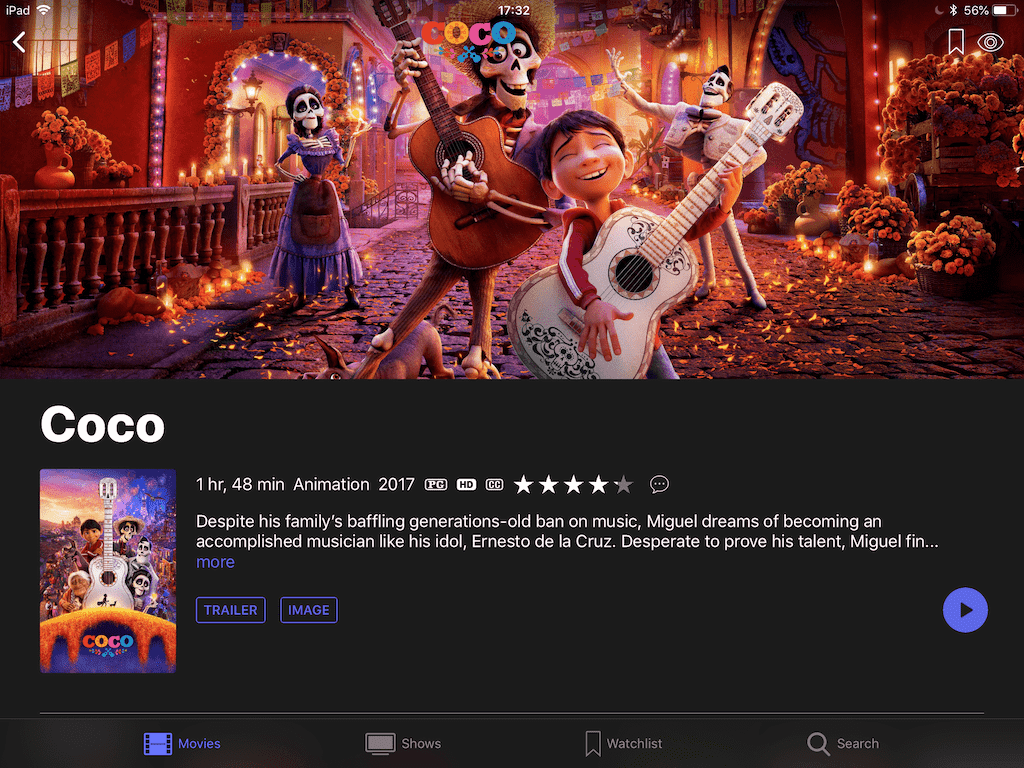 iPad
17:32
56%
COCO
Coco
1 hr, 48 min Animation 2017 PG HD CC
Despite his family’s baffling generations-old ban on music, Miguel dreams of becoming an
accomplished musician like his idol, Ernesto de la Cruz. Desperate to prove his talent, Miguel fin...
more
TRAILER
IMAGE
COCO
Movies
Shows
Watchlist
Search